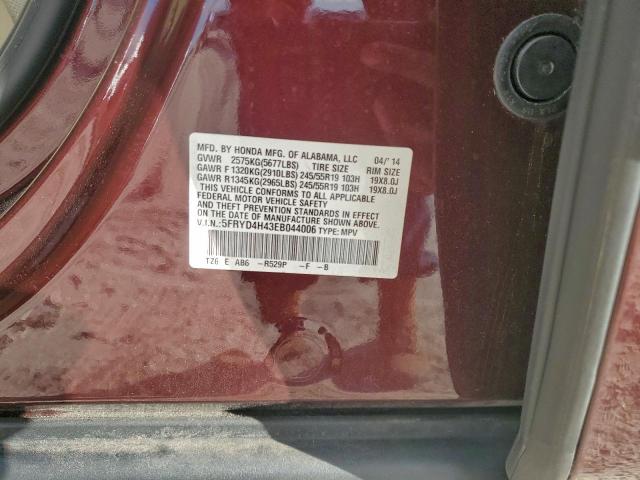 MFD. BY HONDA MFG. OF ALABAMA, LLC 04/'14
GVWR 2575KG(5677LBS) TIRE SIZE RIM SIZE
GAWR F 1320KG(2910LBS) 245/55R19 103H 19X8.0J
GAWR R1345KG(2965LBS) 245/55R19 103H 19X8.0J
THIS VEHICLE CONFORMS TO ALL APPLICABLE
FEDERAL MOTOR VEHICLE SAFETY
AND THEFT PREVENTION STANDARDS IN EFFECT
ON THE DATE OF MANUFACTURE SHOWN ABOVE.
V.I.N.:5FRYD4H43EB044006 TYPE: MPV
TZ6 E AB6 -R529P -F -B